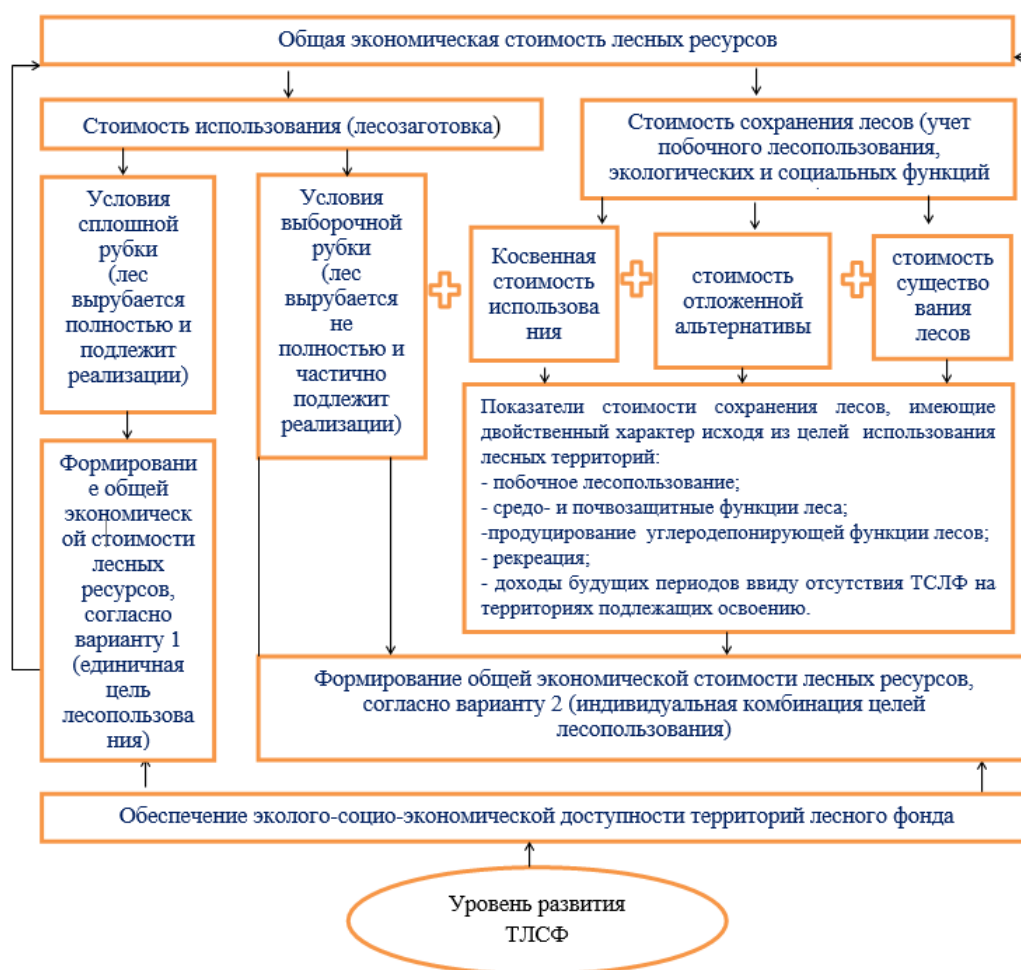 Общая экономическая стоимость лесных ресурсов
Стоимость использования (лесозаготовка)
Стоимость сохранения лесов (учет
побочного лесопользования,
экологических и социальных функций
Условия
сплошной
рубки
(лес
вырубается
полностью и
подлежит
реализации)
Условия
выборочной
рубки
(лес
вырубается
не
полностью и
частично
подлежит
реализации)
Косвенная
стоимость
использова
ния
стоимость
отложенной
альтернативы
стоимость
существо
вания
лесов
Показатели стоимости сохранения лесов, имеющие
двойственный характер исходя из целей использования
лесных территорий:
- побочное лесопользование;
- средо- и почвозащитные функции леса;
-продуцирование углеродепонирующей функции лесов;
- рекреация;
- доходы будущих периодов ввиду отсутствия ТСЛФ на
территориях подлежащих освоению.
Формировани
е общей
экономическ
ой стоимости
лесных
ресурсов,
согласно
варианту 1
(единичная
цель
лесопользова
ния)
Формирование общей экономической стоимости лесных ресурсов,
согласно варианту 2 (индивидуальная комбинация целей
лесопользования)
Обеспечение эколого-социо-экономической доступности территорий лесного фонда
Уровень развития
ТЛСФ